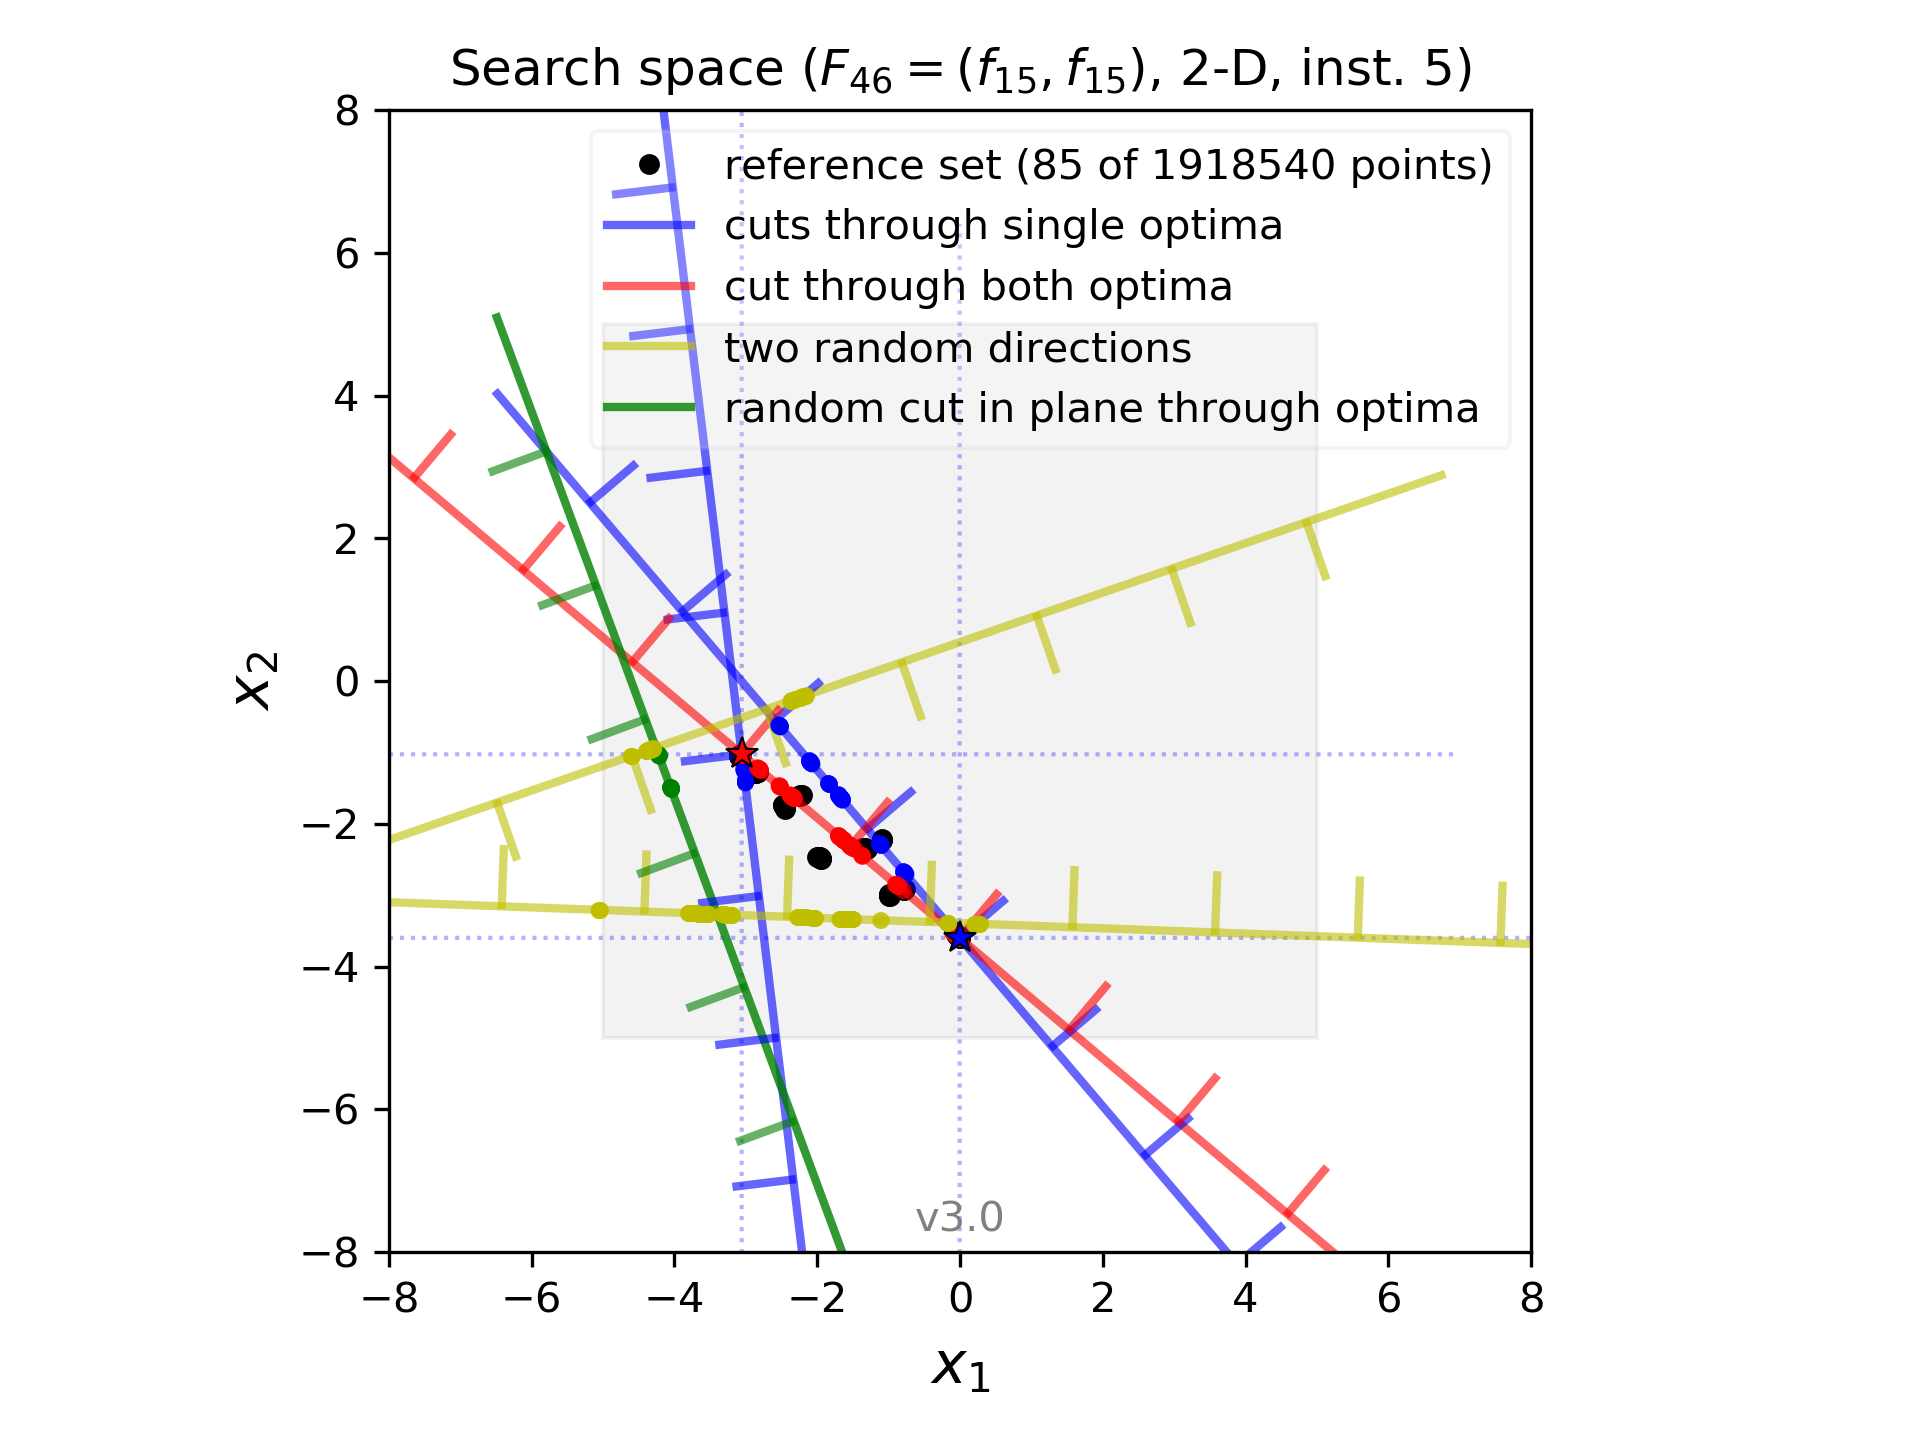 Search space (F46 = (f15, f15), 2-D, inst. 5)
reference set (85 of 1918540 points)
cuts through single optima
cut through both optima
two random directions
random cut in plane through optima
8
6
4
2
0
−2
−4
−6
−8
x2
v3.0
−8 −6 −4 −2 0 2 4 6 8
x1